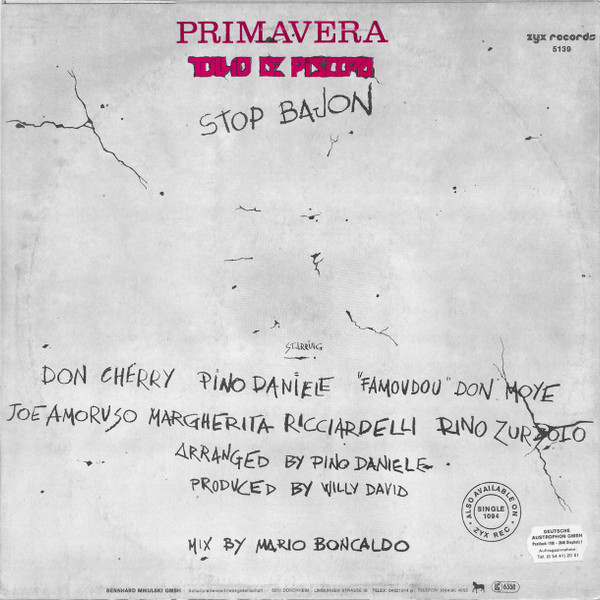 PRIMAVERA
zyx records
5139
TULLIO DE PISCOPO
STOP BAJON
STARRING
DON CHERRY PINO DANIELE "FAMOUDOU" DON MOYE
JOE AMORUSO MARGHERITA RICCIARDELLI RINO ZURZOLO
ARRANGED BY PINO DANIELE
PRODUCED BY WILLY DAVID
MIX BY MARIO BONCALDO
ALSO AVAILABLE ON
SINGLE
1094
ZYX REC.
DEUTSCHE
AUSTROPHON GMBH
BERNHARD MIKULSKI GMBH